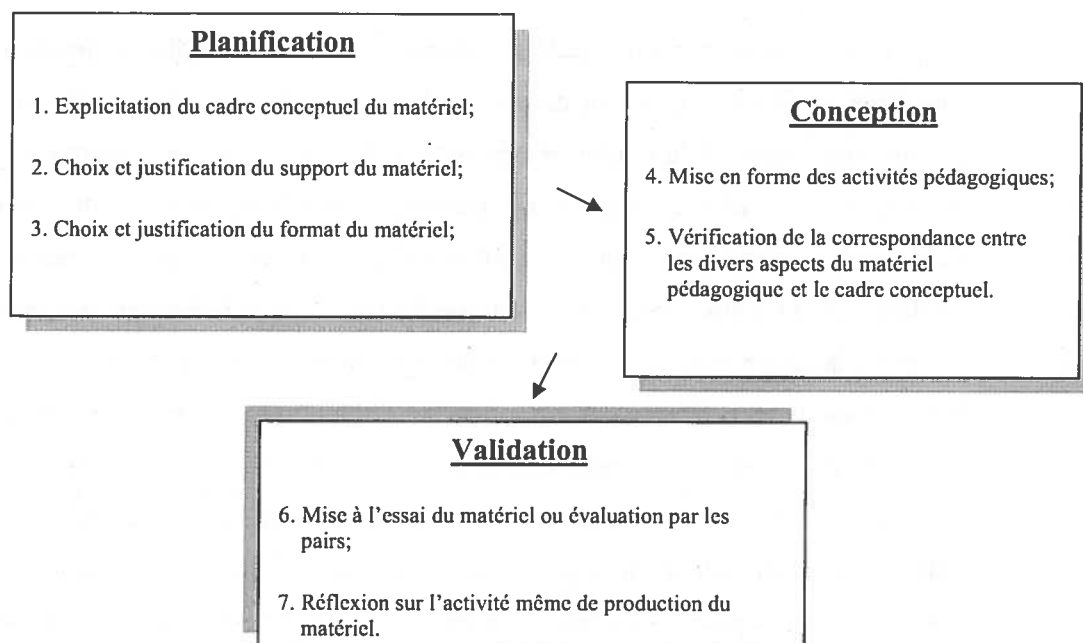 Planification
1. Explicitation du cadre conceptuel du matériel;
2. Choix et justification du support du matériel;
3. Choix et justification du format du matériel;
Conception
4. Mise en forme des activités pédagogiques;
5. Vérification de la correspondance entre
les divers aspects du matériel
pédagogique et le cadre conceptuel.
Validation
6. Mise à l'essai du matériel ou évaluation par les
pairs;
7. Réflexion sur l'activité même de production du
matériel.